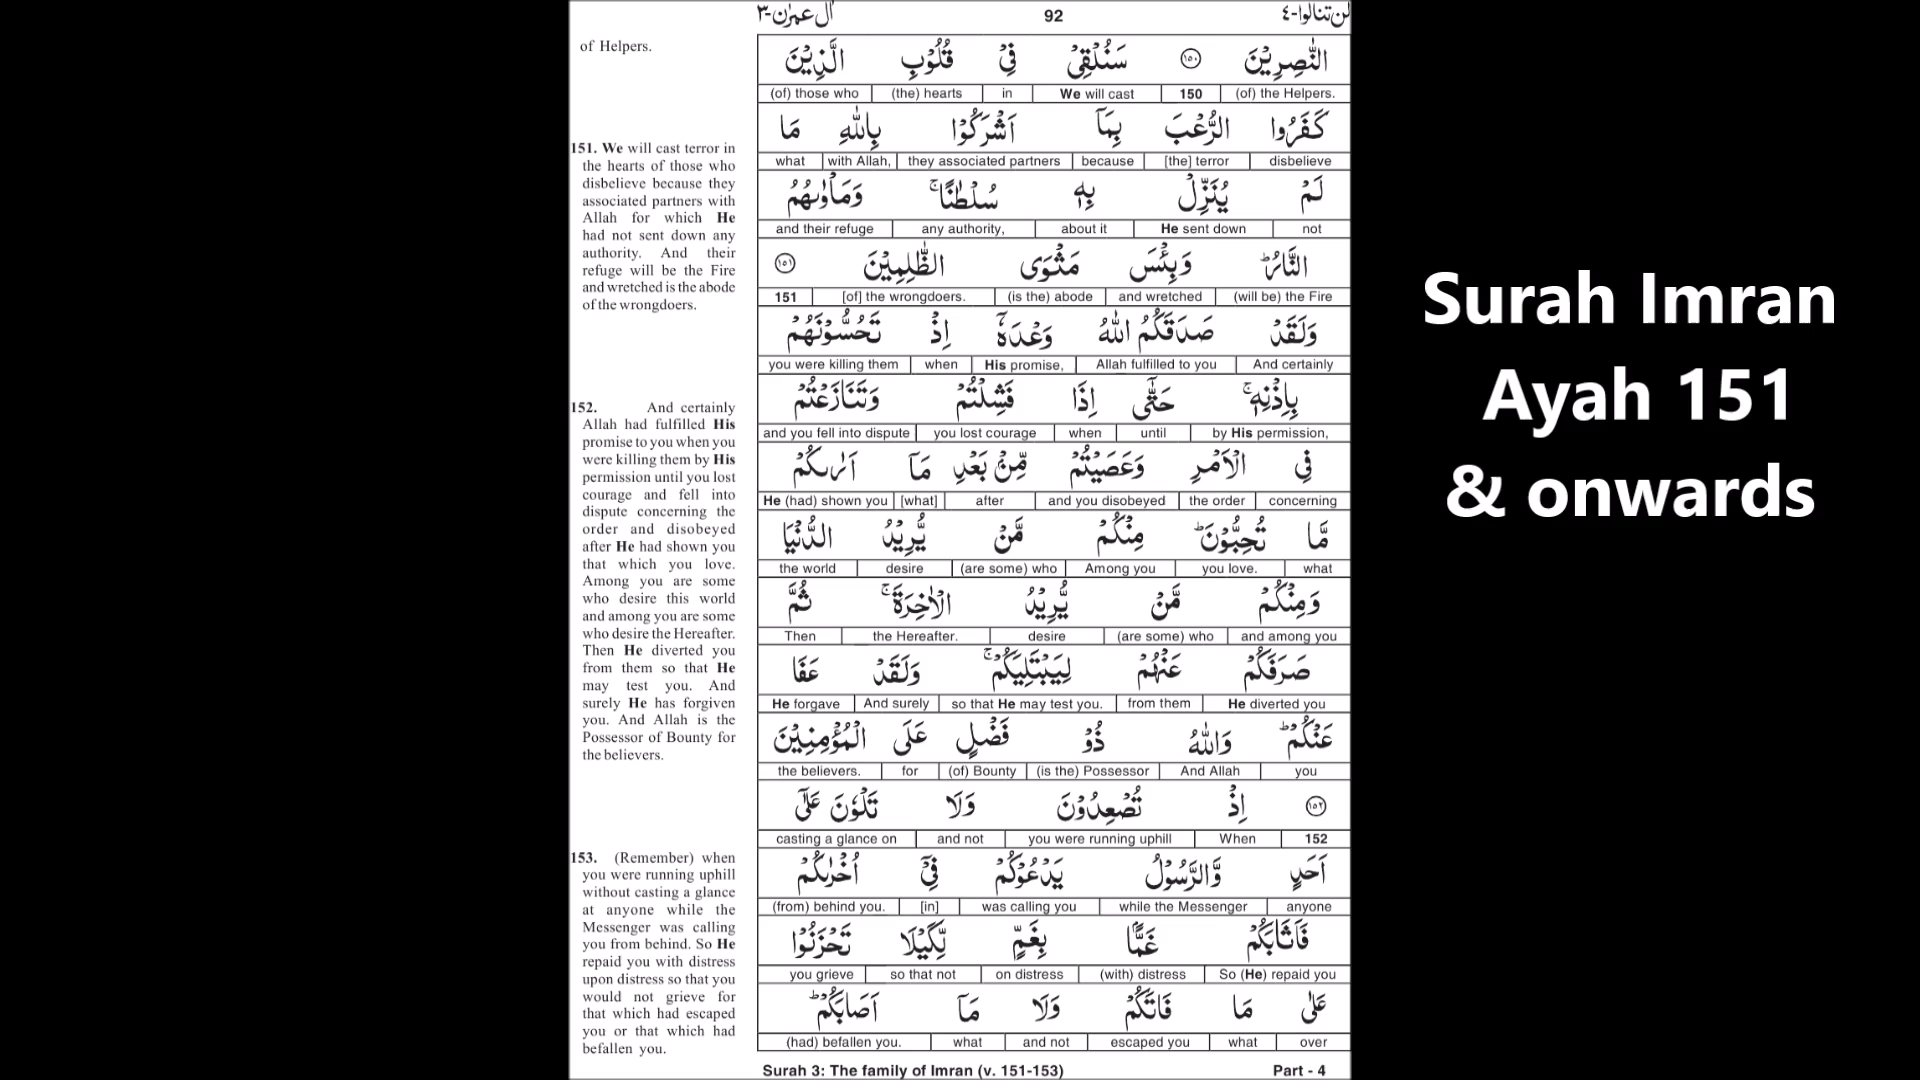 لن تنالوا-٤ 92 اٰل عمرٰن-٣
of Helpers.
151. We will cast terror in
the hearts of those who
disbelieve because they
associated partners with
Allah for which He
had not sent down any
authority. And their
refuge will be the Fire
and wretched is the abode
of the wrongdoers.
152. And certainly
Allah had fulfilled His
promise to you when you
were killing them by His
permission until you lost
courage and fell into
dispute concerning the
order and disobeyed
after He had shown you
that which you love.
Among you are some
who desire this world
and among you are some
who desire the Hereafter.
Then He diverted you
from them so that He
may test you. And
surely He has forgiven
you. And Allah is the
Possessor of Bounty for
the believers.
153. (Remember) when
you were running uphill
without casting a glance
at anyone while the
Messenger was calling
you from behind. So He
repaid you with distress
upon distress so that you
would not grieve for
that which had escaped
you or that which had
befallen you.
النّٰصِرِيْنَ ١٥٠ سَنُلْقِيْ فِيْ قُلُوْبِ الَّذِيْنَ
(of) those who (the) hearts in We will cast 150 (of) the Helpers.
كَفَرُوا الرُّعْبَ بِمَآ اَشْرَكُوْا بِاللّٰهِ مَا
what with Allah, they associated partners because [the] terror disbelieve
لَمْ يُنَزِّلْ بِهٖ سُلْطٰنًا ۚ وَمَاْوٰىهُمُ
and their refuge any authority, about it He sent down not
النَّارُ ؕ وَبِئْسَ مَثْوَى الظّٰلِمِيْنَ ١٥١
151 [of] the wrongdoers. (is the) abode and wretched (will be) the Fire
وَلَقَدْ صَدَقَكُمُ اللّٰهُ وَعْدَهٗٓ اِذْ تَحُسُّوْنَهُمْ
you were killing them when His promise, Allah fulfilled to you And certainly
بِاِذْنِهٖ ۚ حَتّٰٓى اِذَا فَشِلْتُمْ وَتَنَازَعْتُمْ
and you fell into dispute you lost courage when until by His permission,
فِي الْاَمْرِ وَعَصَيْتُمْ مِّنْۢ بَعْدِ مَآ اَرٰىكُمْ
He (had) shown you [what] after and you disobeyed the order concerning
مَّا تُحِبُّوْنَ ؕ مِنْكُمْ مَّنْ يُّرِيْدُ الدُّنْيَا
the world desire (are some) who Among you you love. what
وَمِنْكُمْ مَّنْ يُّرِيْدُ الْاٰخِرَةَ ۚ ثُمَّ
Then the Hereafter. desire (are some) who and among you
صَرَفَكُمْ عَنْهُمْ لِيَبْتَلِيَكُمْ ۚ وَلَقَدْ عَفَا
He forgave And surely so that He may test you. from them He diverted you
عَنْكُمْ ؕ وَاللّٰهُ ذُوْ فَضْلٍ عَلَى الْمُؤْمِنِيْنَ
the believers. for (of) Bounty (is the) Possessor And Allah you
١٥٢ اِذْ تُصْعِدُوْنَ وَلَا تَلْوٗنَ عَلٰٓى
casting a glance on and not you were running uphill When 152
اَحَدٍ وَّالرَّسُوْلُ يَدْعُوْكُمْ فِيْٓ اُخْرٰىكُمْ
(from) behind you. [in] was calling you while the Messenger anyone
فَاَثَابَكُمْ غَمًّا بِغَمٍّ لِّكَيْلَا تَحْزَنُوْا
you grieve so that not on distress (with) distress So (He) repaid you
عَلٰى مَا فَاتَكُمْ وَلَا مَآ اَصَابَكُمْ ؕ
(had) befallen you. what and not escaped you what over
Surah 3: The family of Imran (v. 151-153) Part - 4
Surah Imran
Ayah 151
& onwards